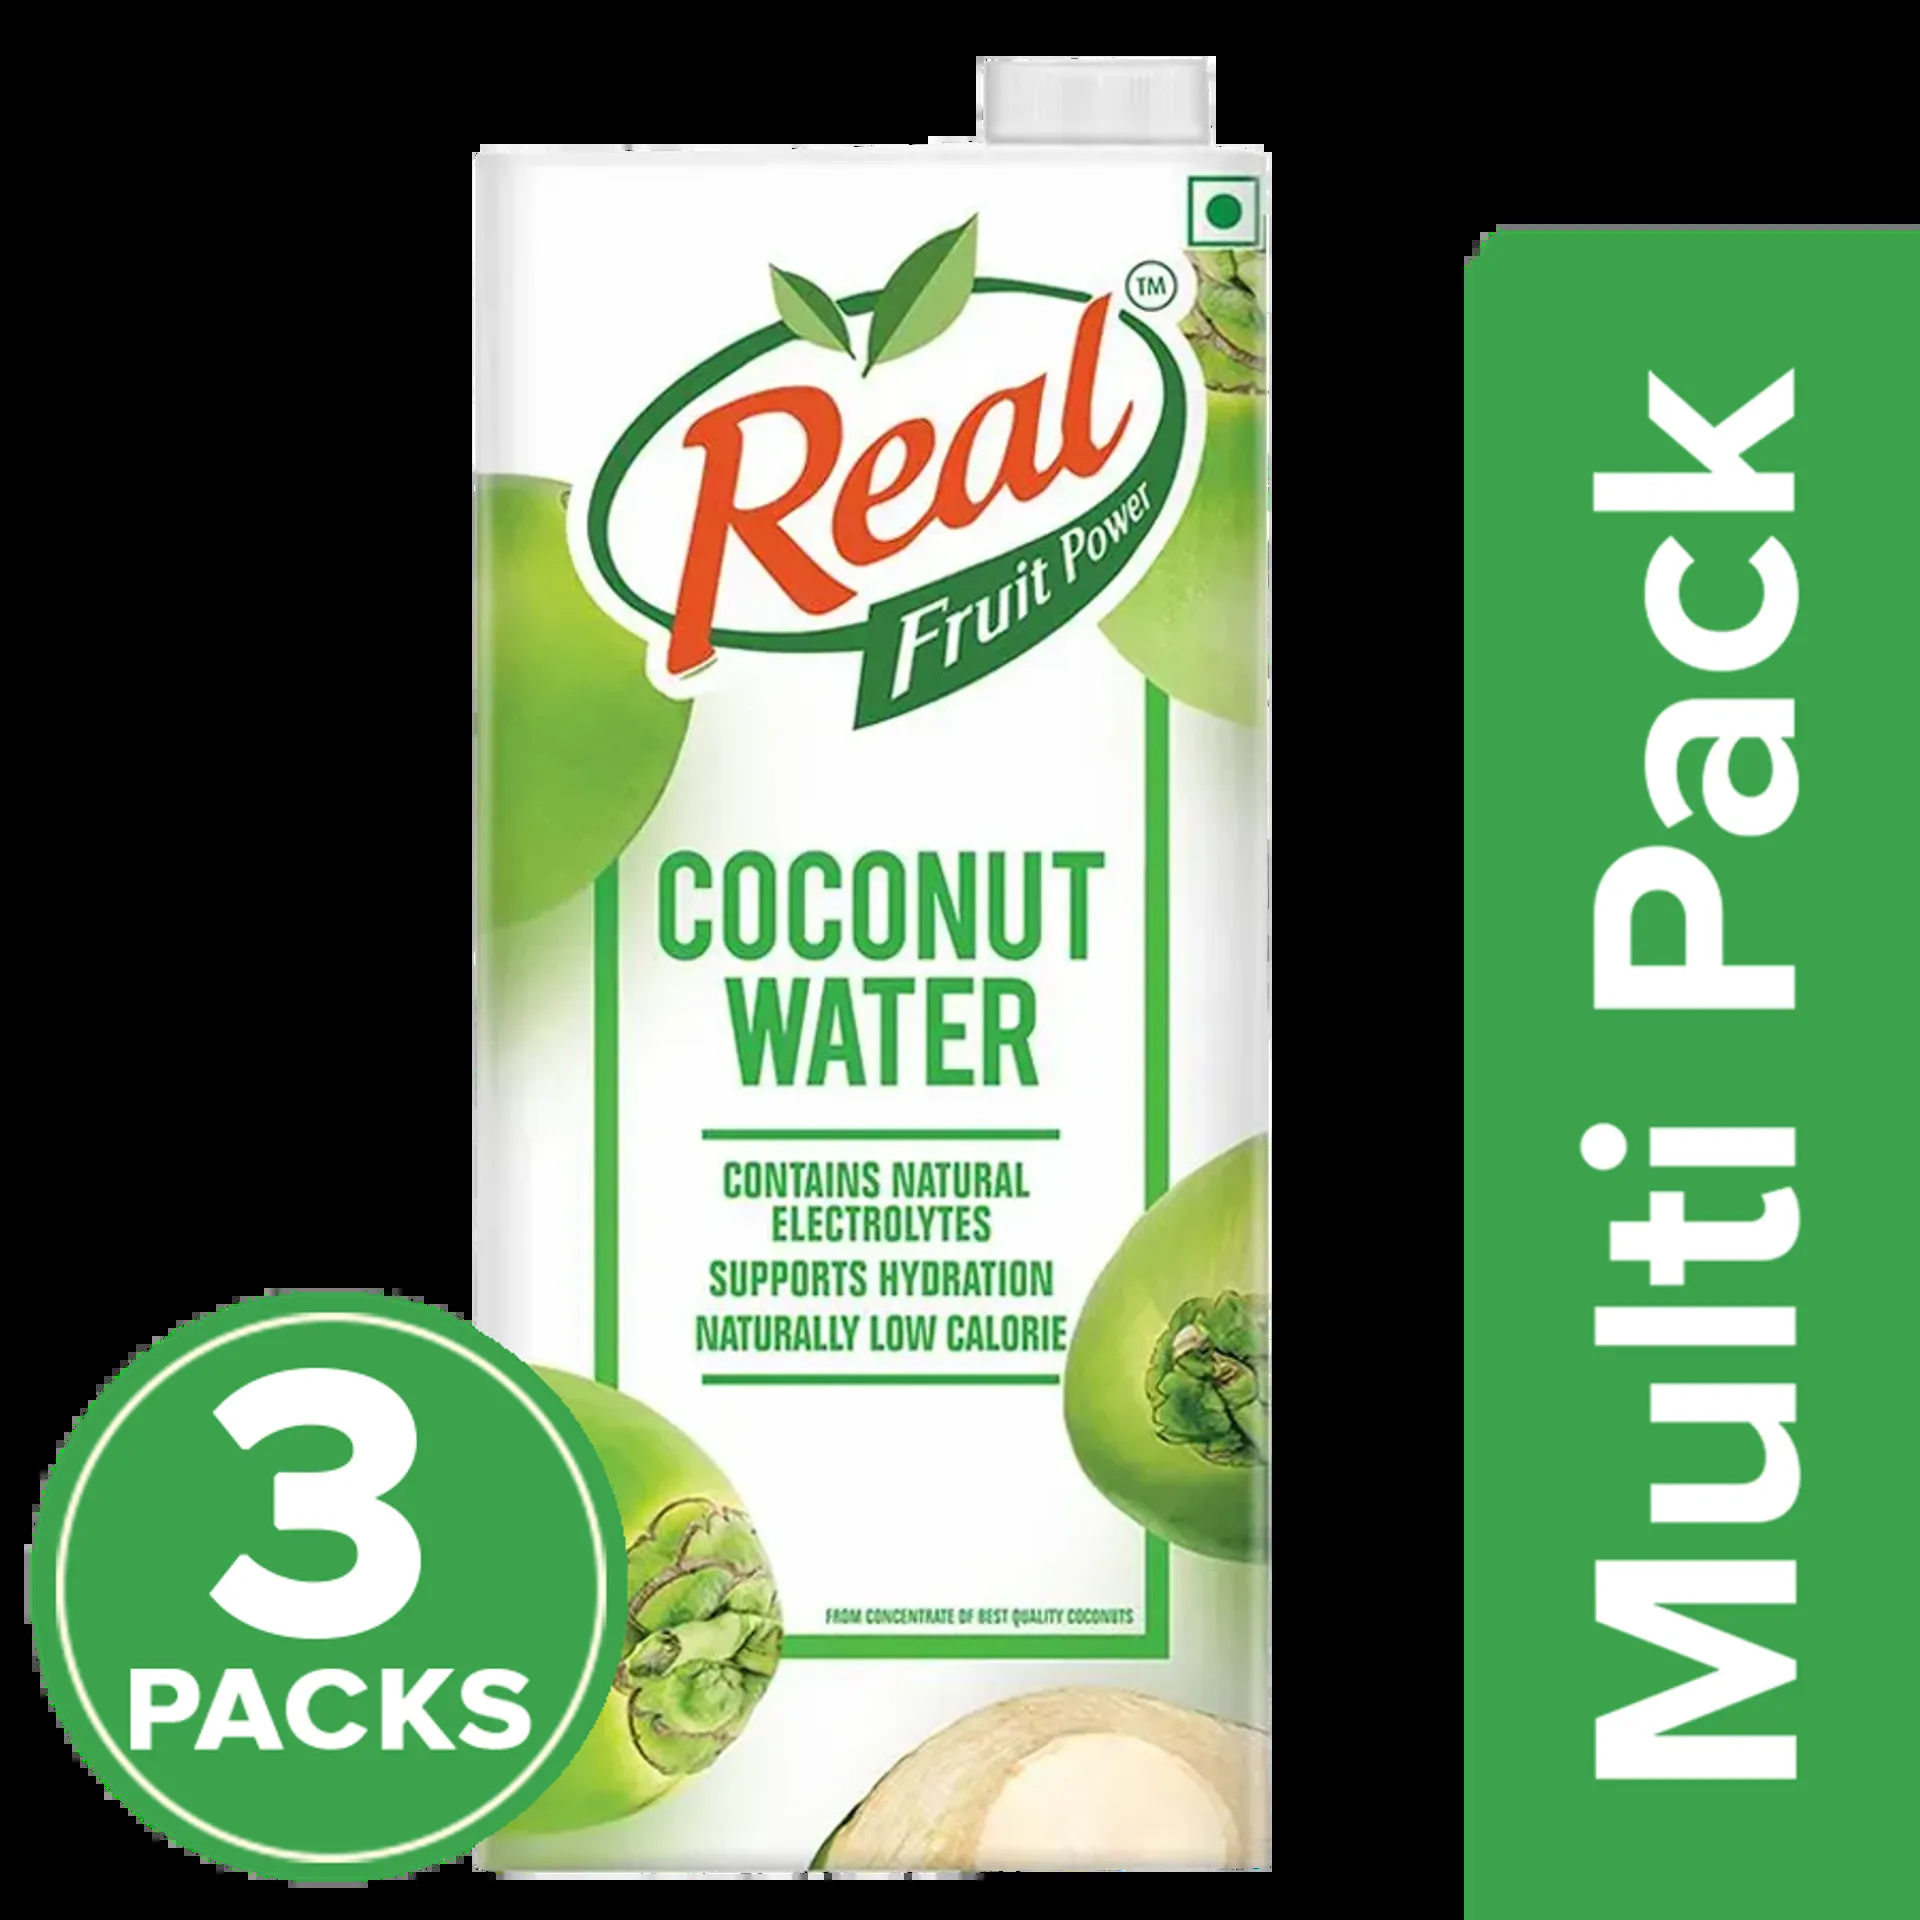 Real
TM
Fruit Power
COCONUT
WATER
CONTAINS NATURAL
ELECTROLYTES
SUPPORTS HYDRATION
NATURALLY LOW CALORIE
FROM CONCENTRATE OF BEST QUALITY COCONUTS
3
PACKS
Multi Pack